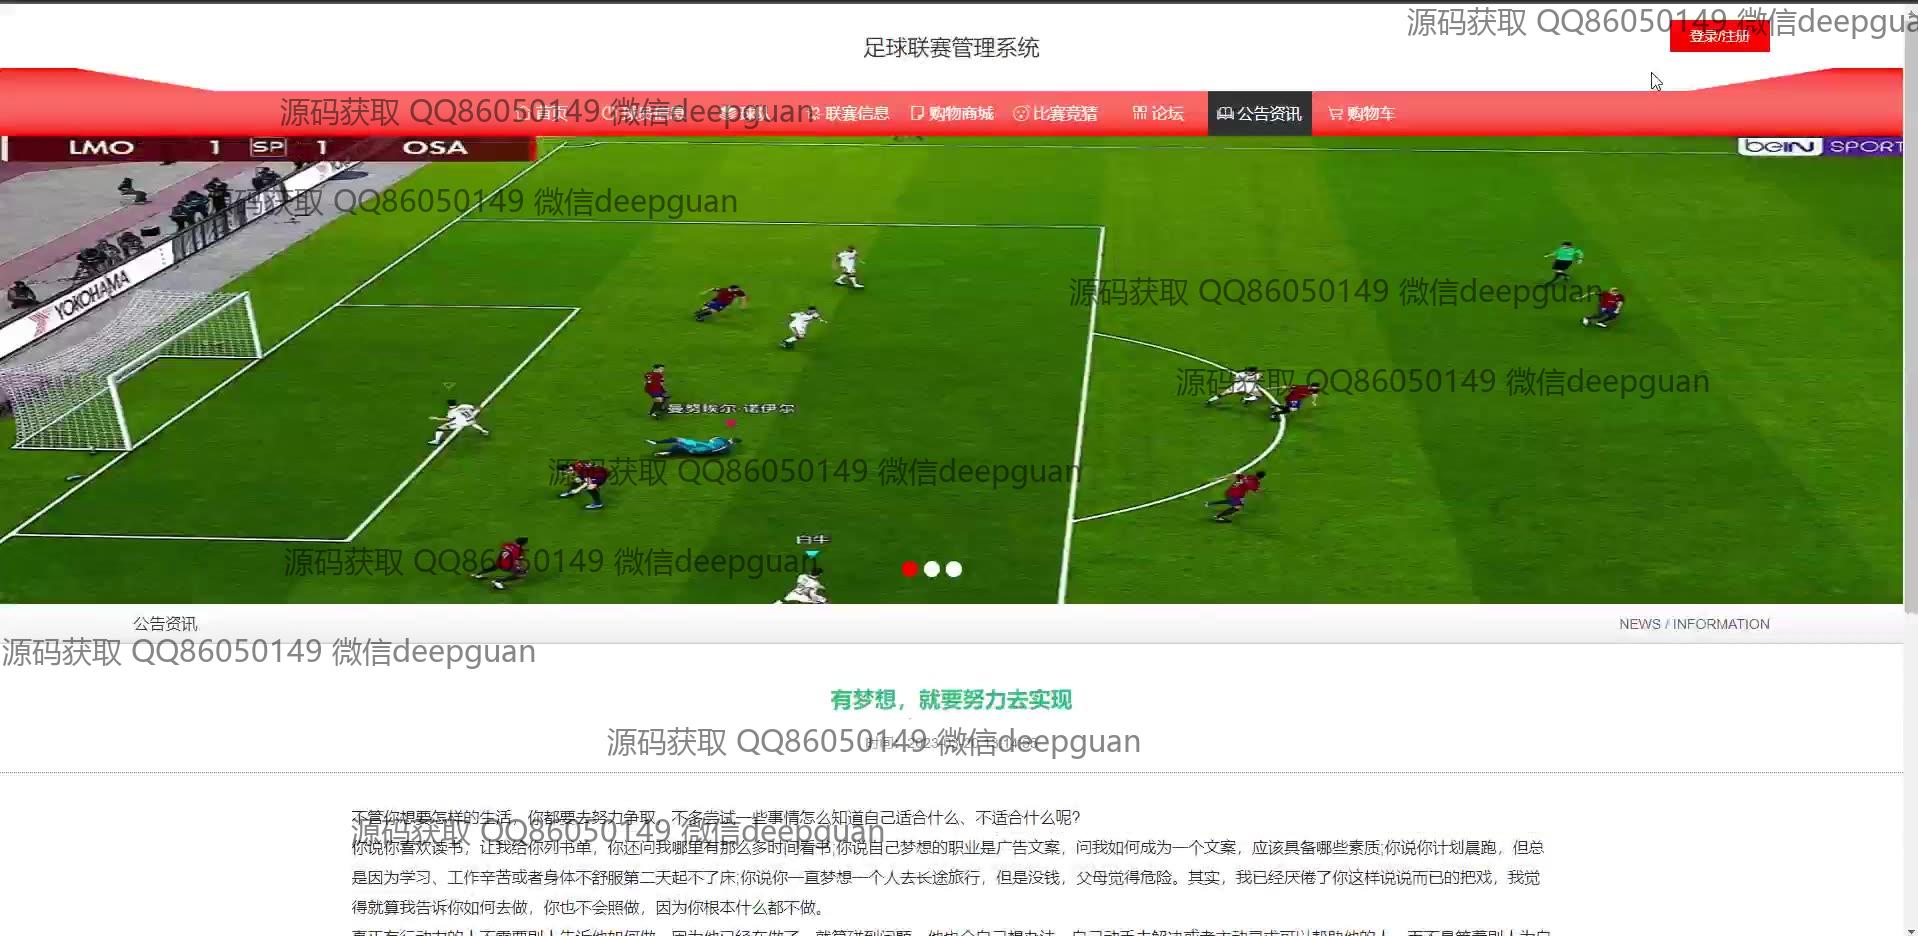 源码获取 QQ86050149 微信deepgua
足球联赛管理系统
登录/注册
源码获取 QQ86050149 微信deepguan
首页
球队
联赛信息
购物商城
比赛竞猜
论坛
公告资讯
购物车
LMO 1 SP 1 OSA
beIN SPORT
源码获取 QQ86050149 微信deepguan
YOKOHAMA
源码获取 QQ86050149 微信deepguan
源码获取 QQ86050149 微信deepguan
曼努埃尔·诺伊尔
源码获取 QQ86050149 微信deepguan
白牛
源码获取 QQ86050149 微信deepguan
公告资讯
NEWS / INFORMATION
源码获取 QQ86050149 微信deepguan
有梦想，就要努力去实现
源码获取 QQ86050149 微信deepguan
不管你想要怎样的生活，你都要去努力争取，不多尝试一些事情怎么知道自己适合什么、不适合什么呢?
源码获取 QQ86050149 微信deepguan
你说你喜欢读书，让我给你列书单，你还问我哪里有那么多时间看书;你说自己梦想的职业是广告文案，问我如何成为一个文案，应该具备哪些素质;你说你计划晨跑，但总
是因为学习、工作辛苦或者身体不舒服第二天起不了床;你说你一直梦想一个人去长途旅行，但是没钱，父母觉得危险。其实，我已经厌倦了你这样说说而已的把戏，我觉
得就算我告诉你如何去做，你也不会照做，因为你根本什么都不做。